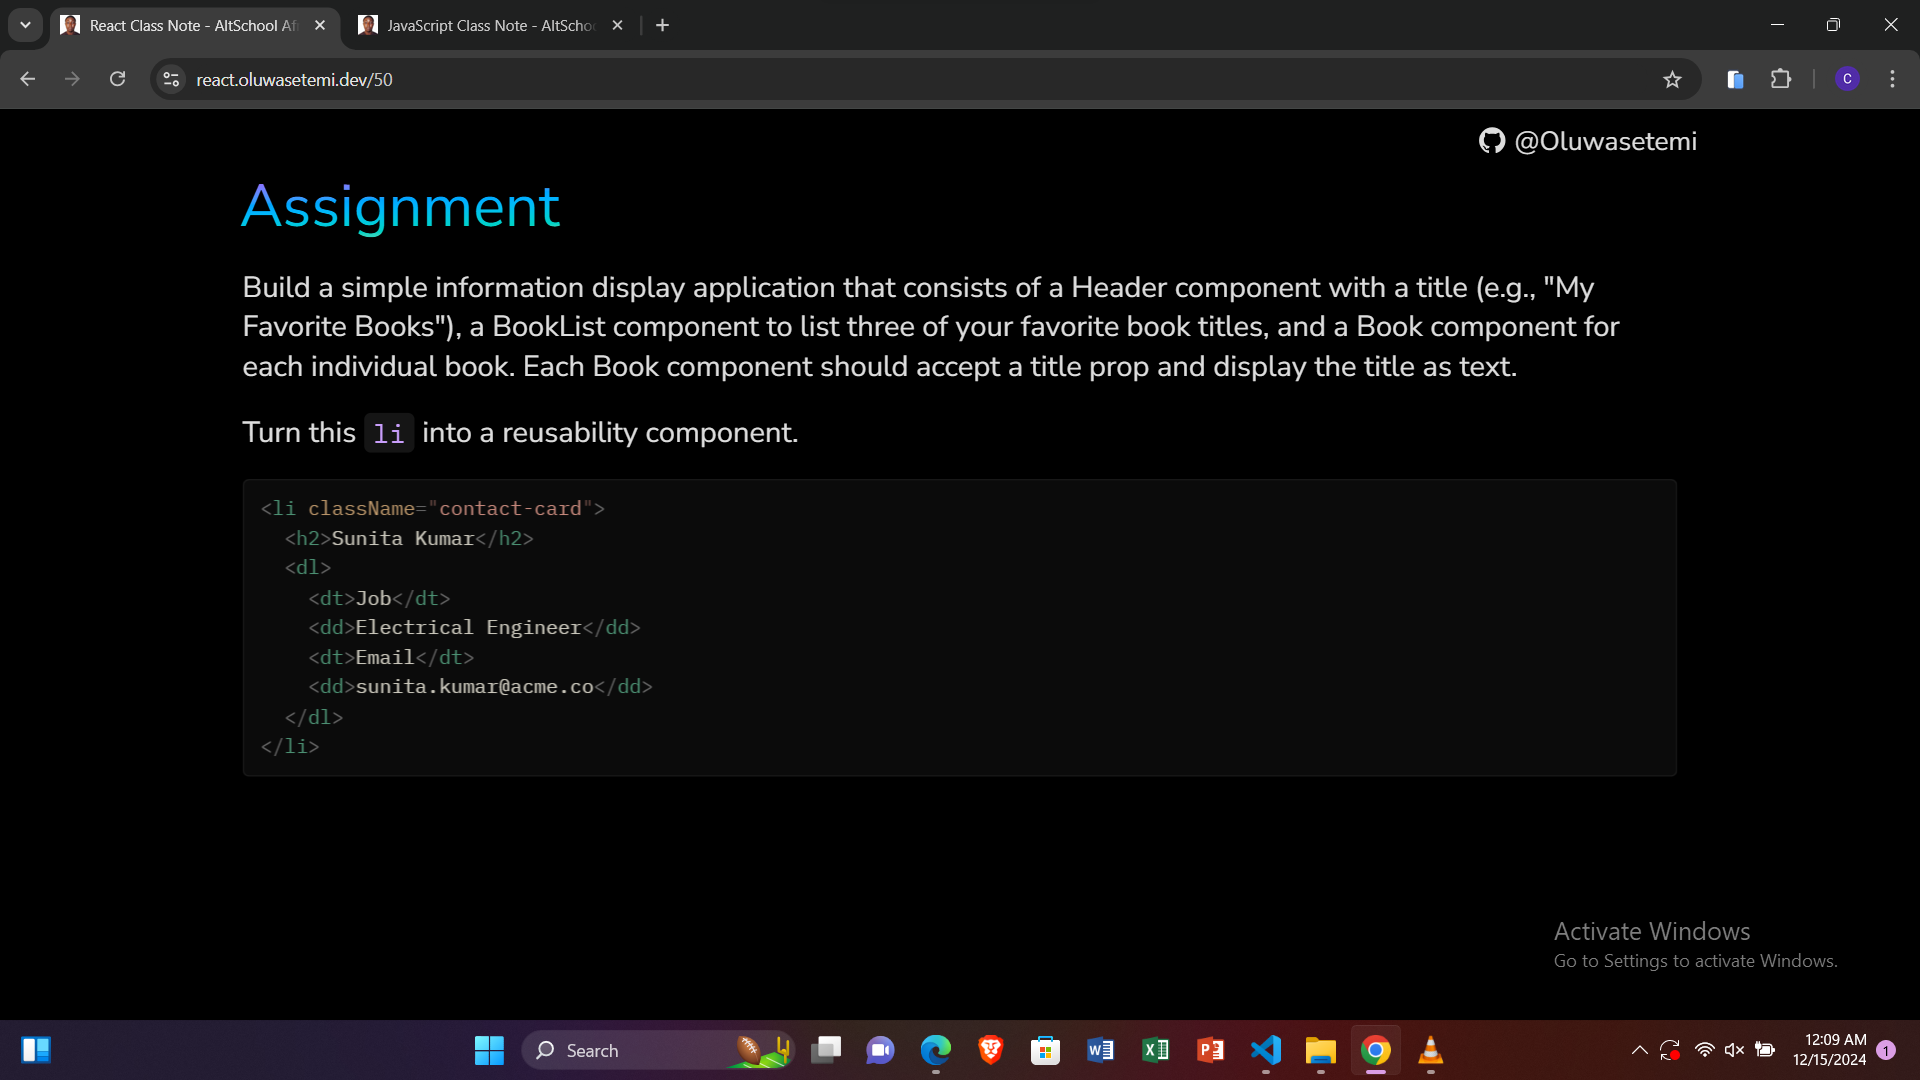 React Class Note - AltSchool Af
JavaScript Class Note - AltSchoo
react.oluwasetemi.dev/50
C
@Oluwasetemi
Assignment
Build a simple information display application that consists of a Header component with a title (e.g., "My
Favorite Books"), a BookList component to list three of your favorite book titles, and a Book component for
each individual book. Each Book component should accept a title prop and display the title as text.
Turn this li into a reusability component.
<li className="contact-card">
<h2>Sunita Kumar</h2>
<dl>
<dt>Job</dt>
<dd>Electrical Engineer</dd>
<dt>Email</dt>
<dd>sunita.kumar@acme.co</dd>
</dl>
</li>
Activate Windows
Go to Settings to activate Windows.
Search
12:09 AM
12/15/2024
1